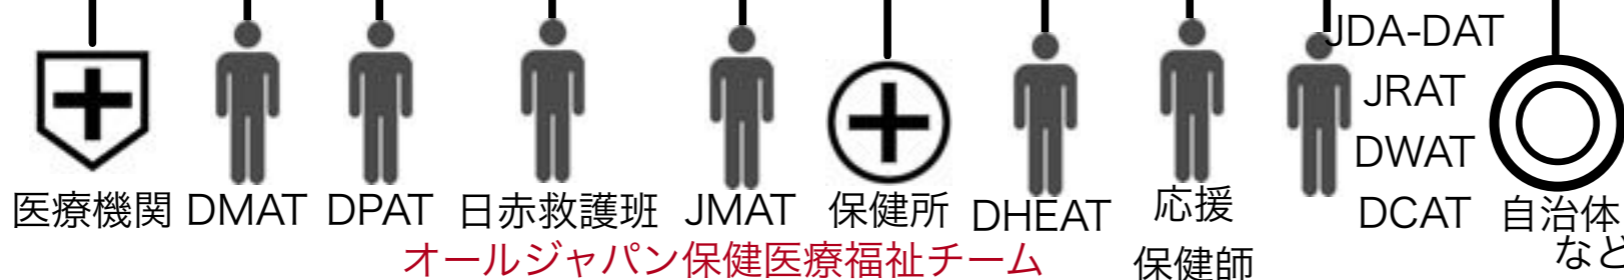 医療機関
DMAT
DPAT
日赤救護班
JMAT
保健所
DHEAT
応援
保健師
JDA-DAT
JRAT
DWAT
DCAT
自治体
など
オールジャパン保健医療福祉チーム